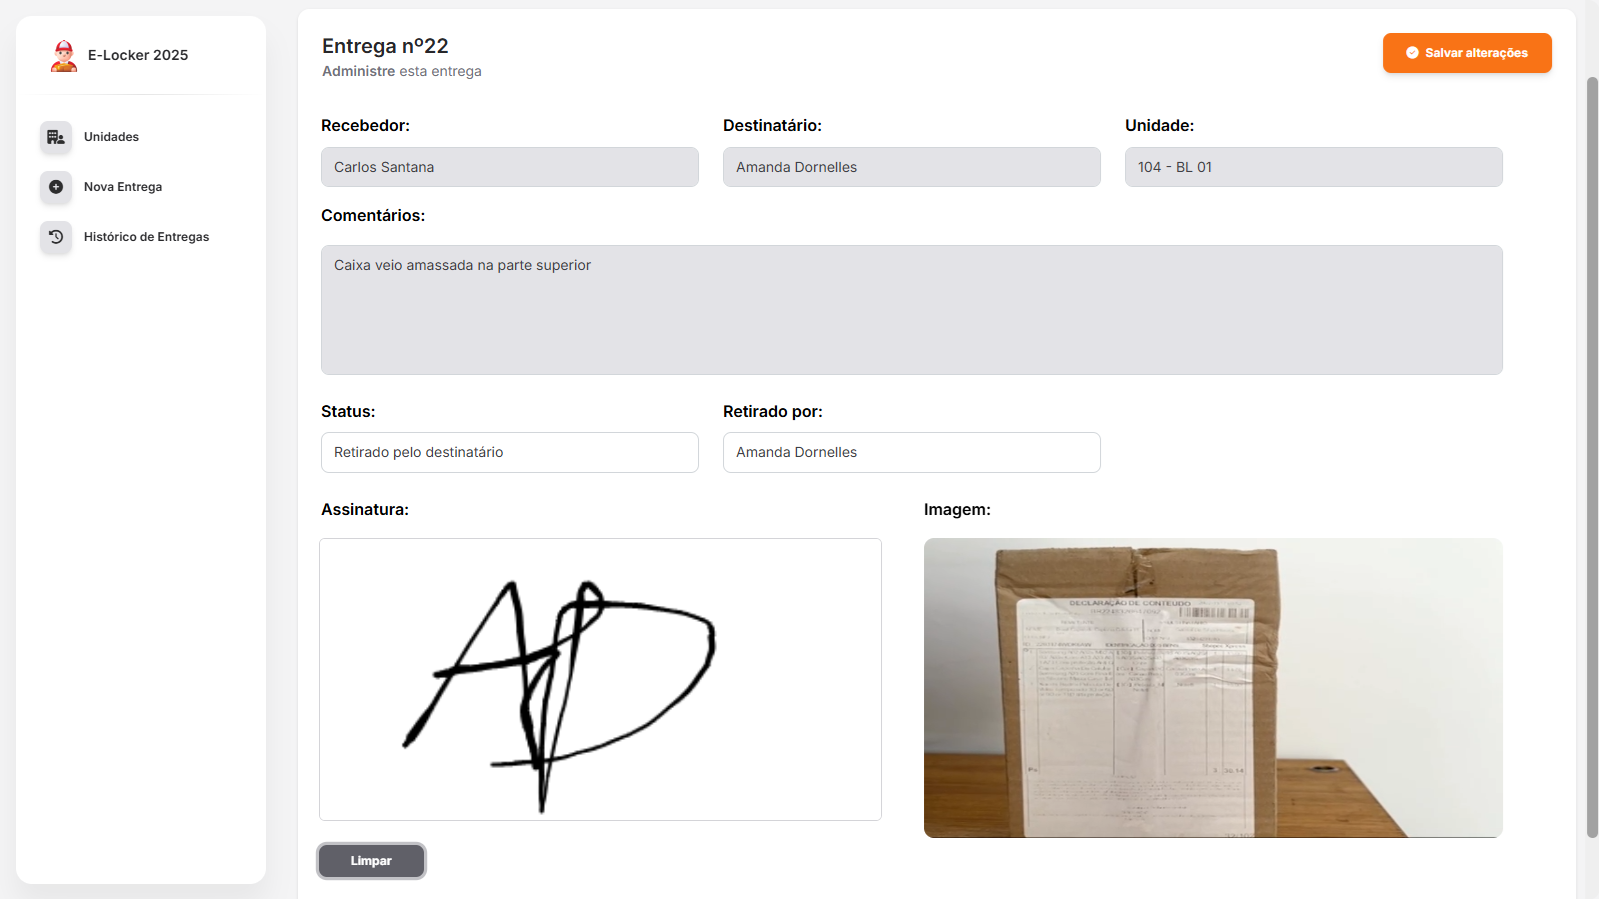 E-Locker 2025
Unidades
Nova Entrega
Histórico de Entregas
Entrega nº22
Administre esta entrega
Salvar alterações
Recebedor:
Destinatário:
Unidade:
Carlos Santana
Amanda Dornelles
104 - BL 01
Comentários:
Caixa veio amassada na parte superior
Status:
Retirado por:
Retirado pelo destinatário
Amanda Dornelles
Assinatura:
Imagem:
AD
DECLARAÇÃO DE CONTEÚDO
Limpar